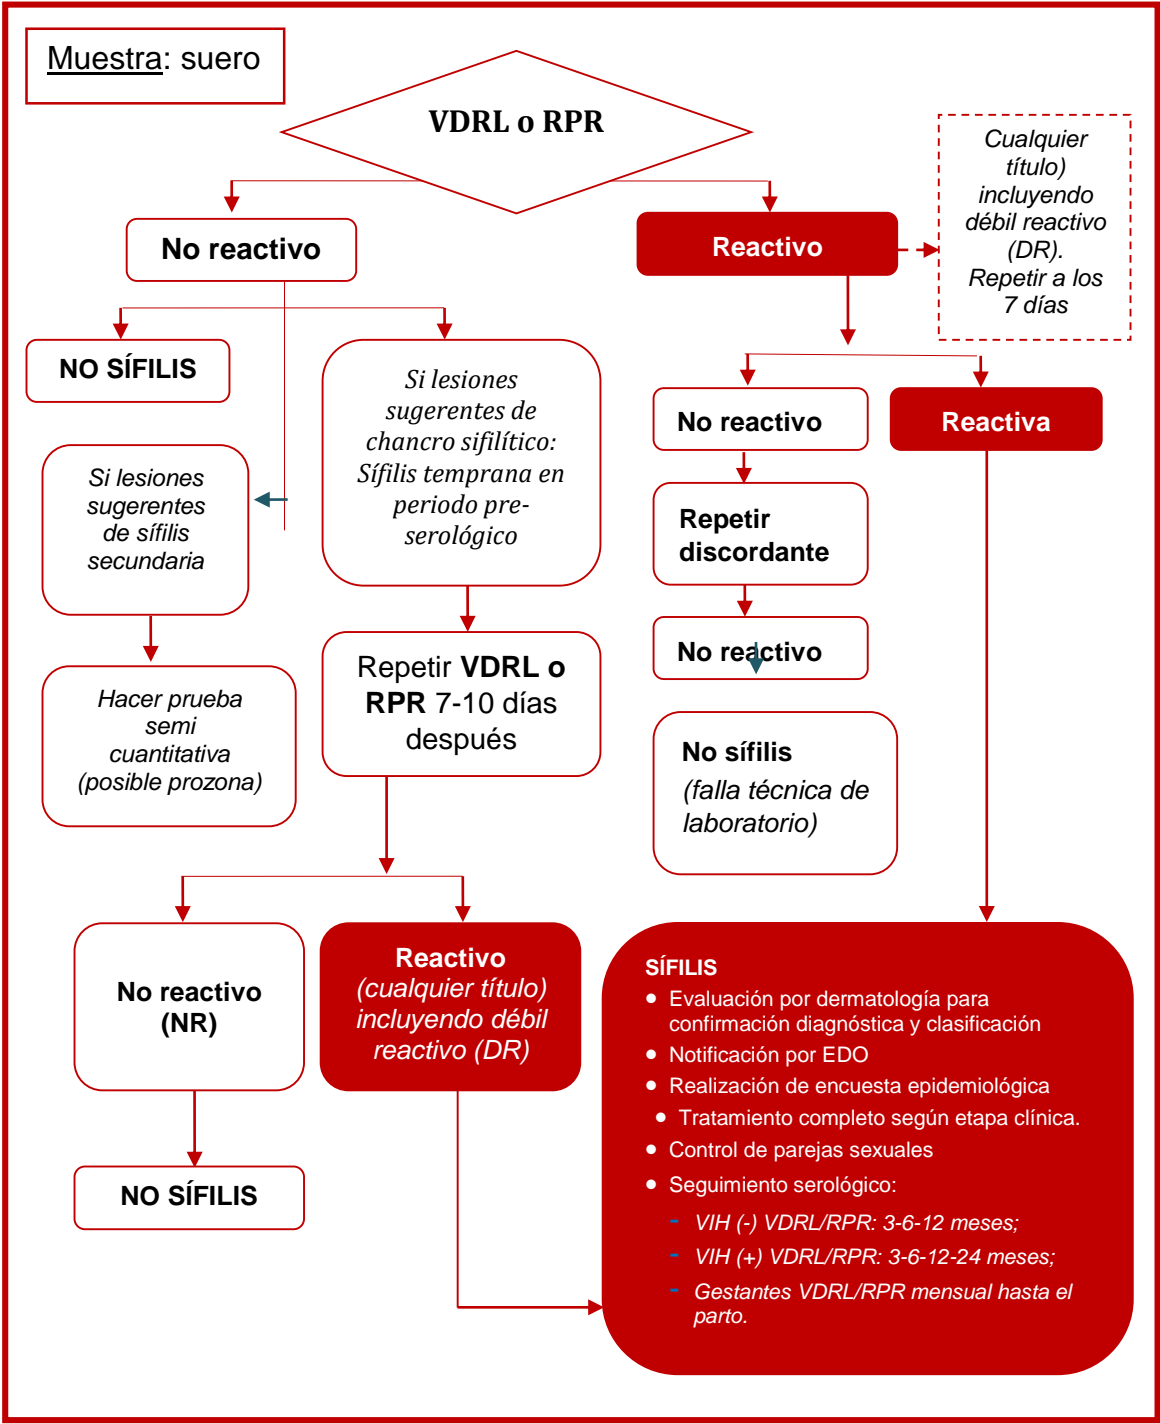 Muestra: suero
VDRL o RPR
Cualquier
título)
incluyendo
débil reactivo
(DR).
Repetir a los
7 días
No reactivo
Reactivo
NO SÍFILIS
Si lesiones
sugerentes de
chancro sifilítico:
Sífilis temprana en
periodo pre-
serológico
No reactivo
Reactiva
Si lesiones
sugerentes
de sífilis
secundaria
Repetir
discordante
No reactivo
Hacer prueba
semi
cuantitativa
(posible prozona)
Repetir VDRL o
RPR 7-10 días
después
No sífilis
(falla técnica de
laboratorio)
No reactivo
(NR)
Reactivo
(cualquier título)
incluyendo débil
reactivo (DR)
NO SÍFILIS
SÍFILIS
• Evaluación por dermatología para
confirmación diagnóstica y clasificación
• Notificación por EDO
• Realización de encuesta epidemiológica
• Tratamiento completo según etapa clínica.
• Control de parejas sexuales
• Seguimiento serológico:
- VIH (-) VDRL/RPR: 3-6-12 meses;
- VIH (+) VDRL/RPR: 3-6-12-24 meses;
- Gestantes VDRL/RPR mensual hasta el
parto.